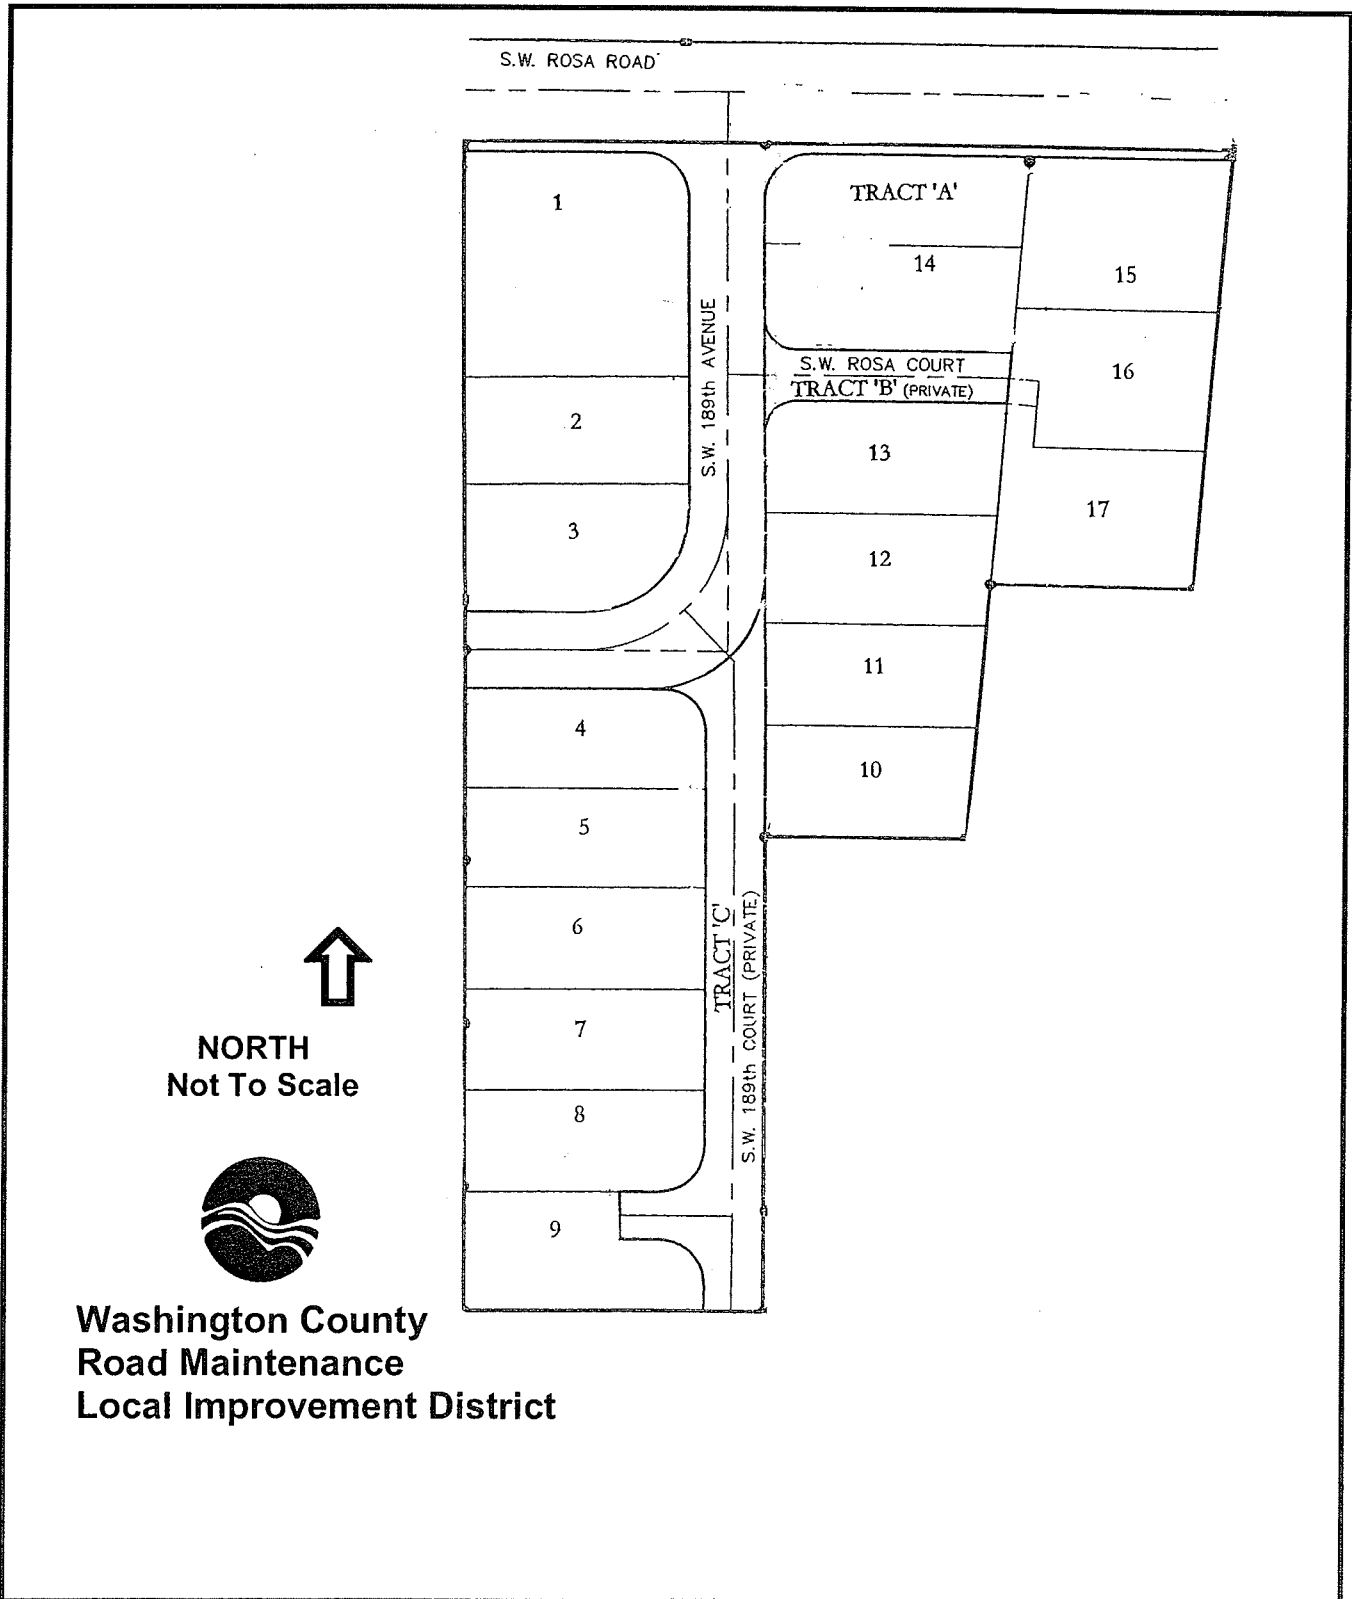 S.W. ROSA ROAD
1
TRACT 'A'
14
15
S.W. 189th AVENUE
S.W. ROSA COURT
TRACT 'B' (PRIVATE)
16
2
13
3
17
12
11
4
10
5
6
TRACT 'C'
S.W. 189th COURT (PRIVATE)
7
8
9
NORTH
Not To Scale
Washington County
Road Maintenance
Local Improvement District